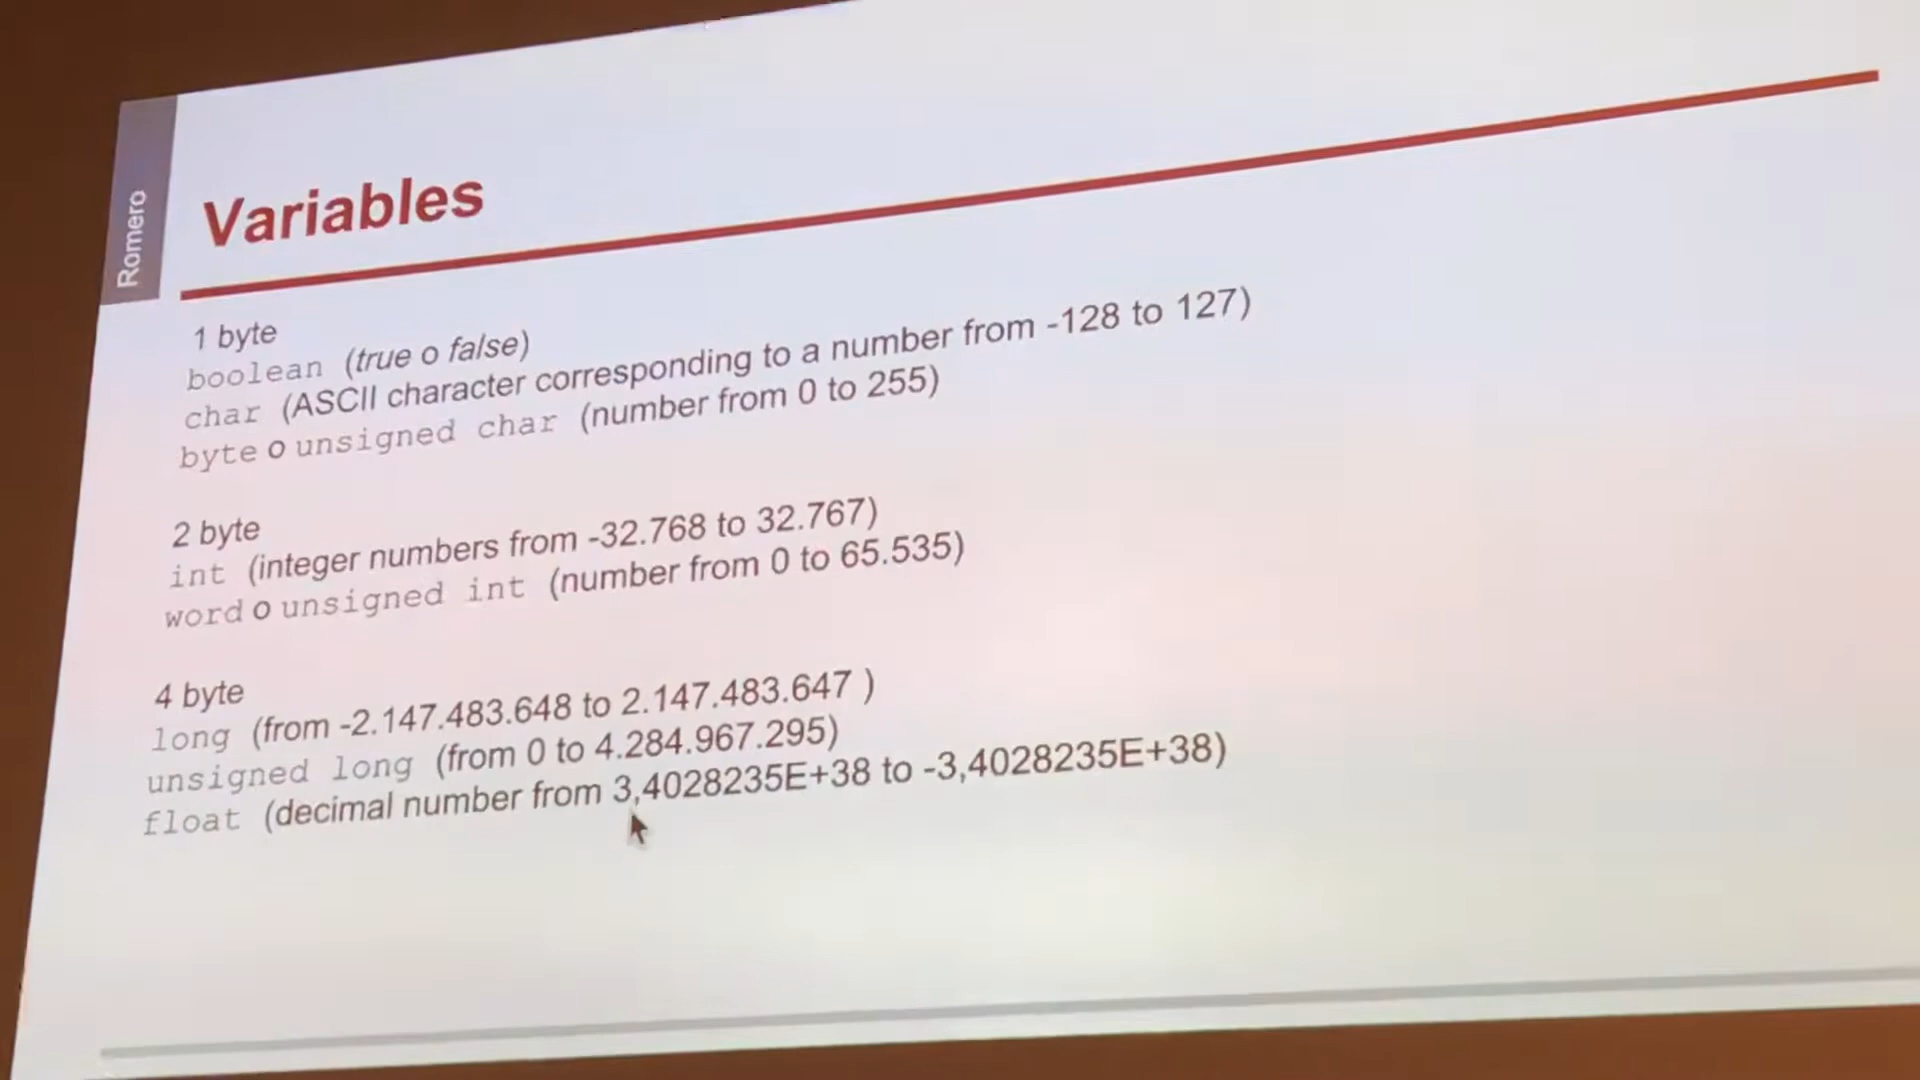 Romero
Variables
1 byte
boolean (true o false)
char (ASCII character corresponding to a number from -128 to 127)
byte o unsigned char (number from 0 to 255)
2 byte
int (integer numbers from -32.768 to 32.767)
word o unsigned int (number from 0 to 65.535)
4 byte
long (from -2.147.483.648 to 2.147.483.647 )
unsigned long (from 0 to 4.284.967.295)
float (decimal number from 3,4028235E+38 to -3,4028235E+38)